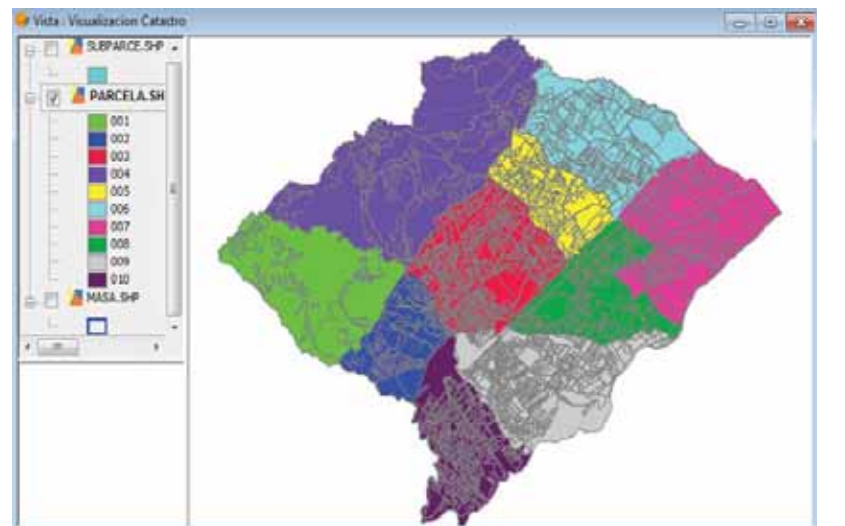 Vista : Visualizacion Catastro
SUBPARCE.SHP
PARCELA.SH
001
002
003
004
005
006
007
008
009
010
MASA.SHP